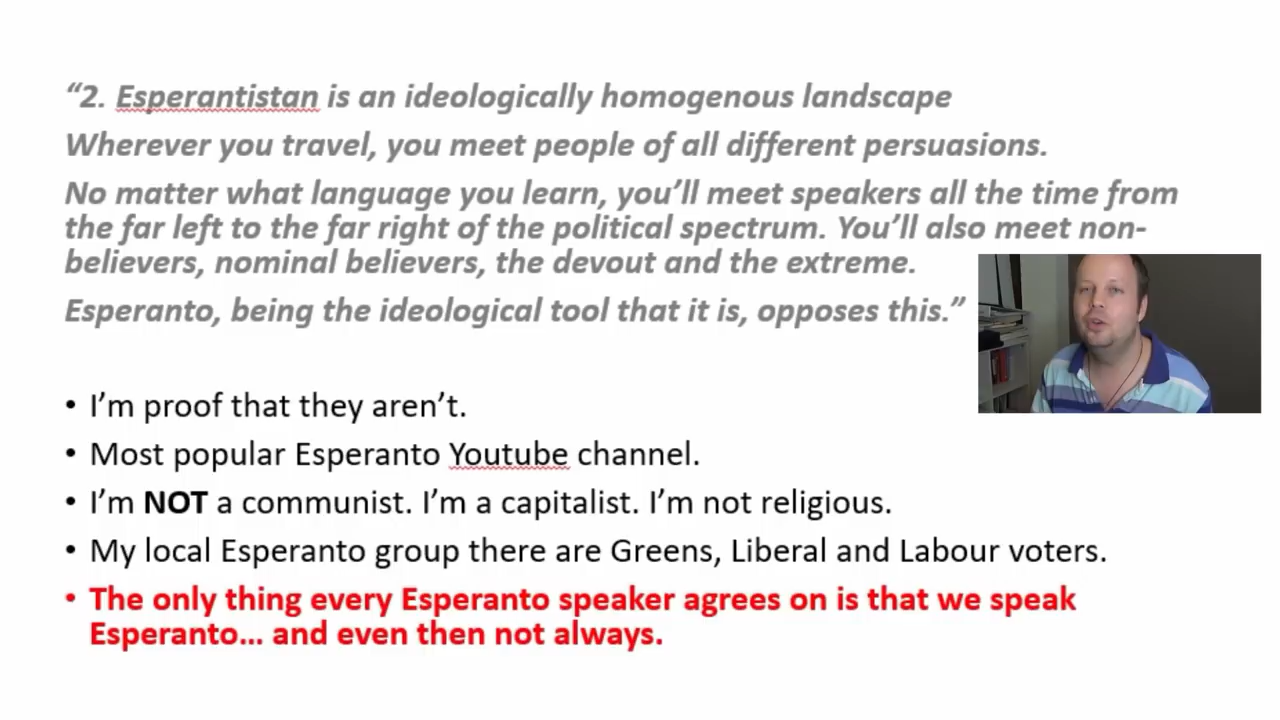 “2. Esperantistan is an ideologically homogenous landscape
Wherever you travel, you meet people of all different persuasions.
No matter what language you learn, you’ll meet speakers all the time from
the far left to the far right of the political spectrum. You’ll also meet non-
believers, nominal believers, the devout and the extreme.
Esperanto, being the ideological tool that it is, opposes this.”
• I’m proof that they aren’t.
• Most popular Esperanto Youtube channel.
• I’m NOT a communist. I’m a capitalist. I’m not religious.
• My local Esperanto group there are Greens, Liberal and Labour voters.
• The only thing every Esperanto speaker agrees on is that we speak
Esperanto… and even then not always.